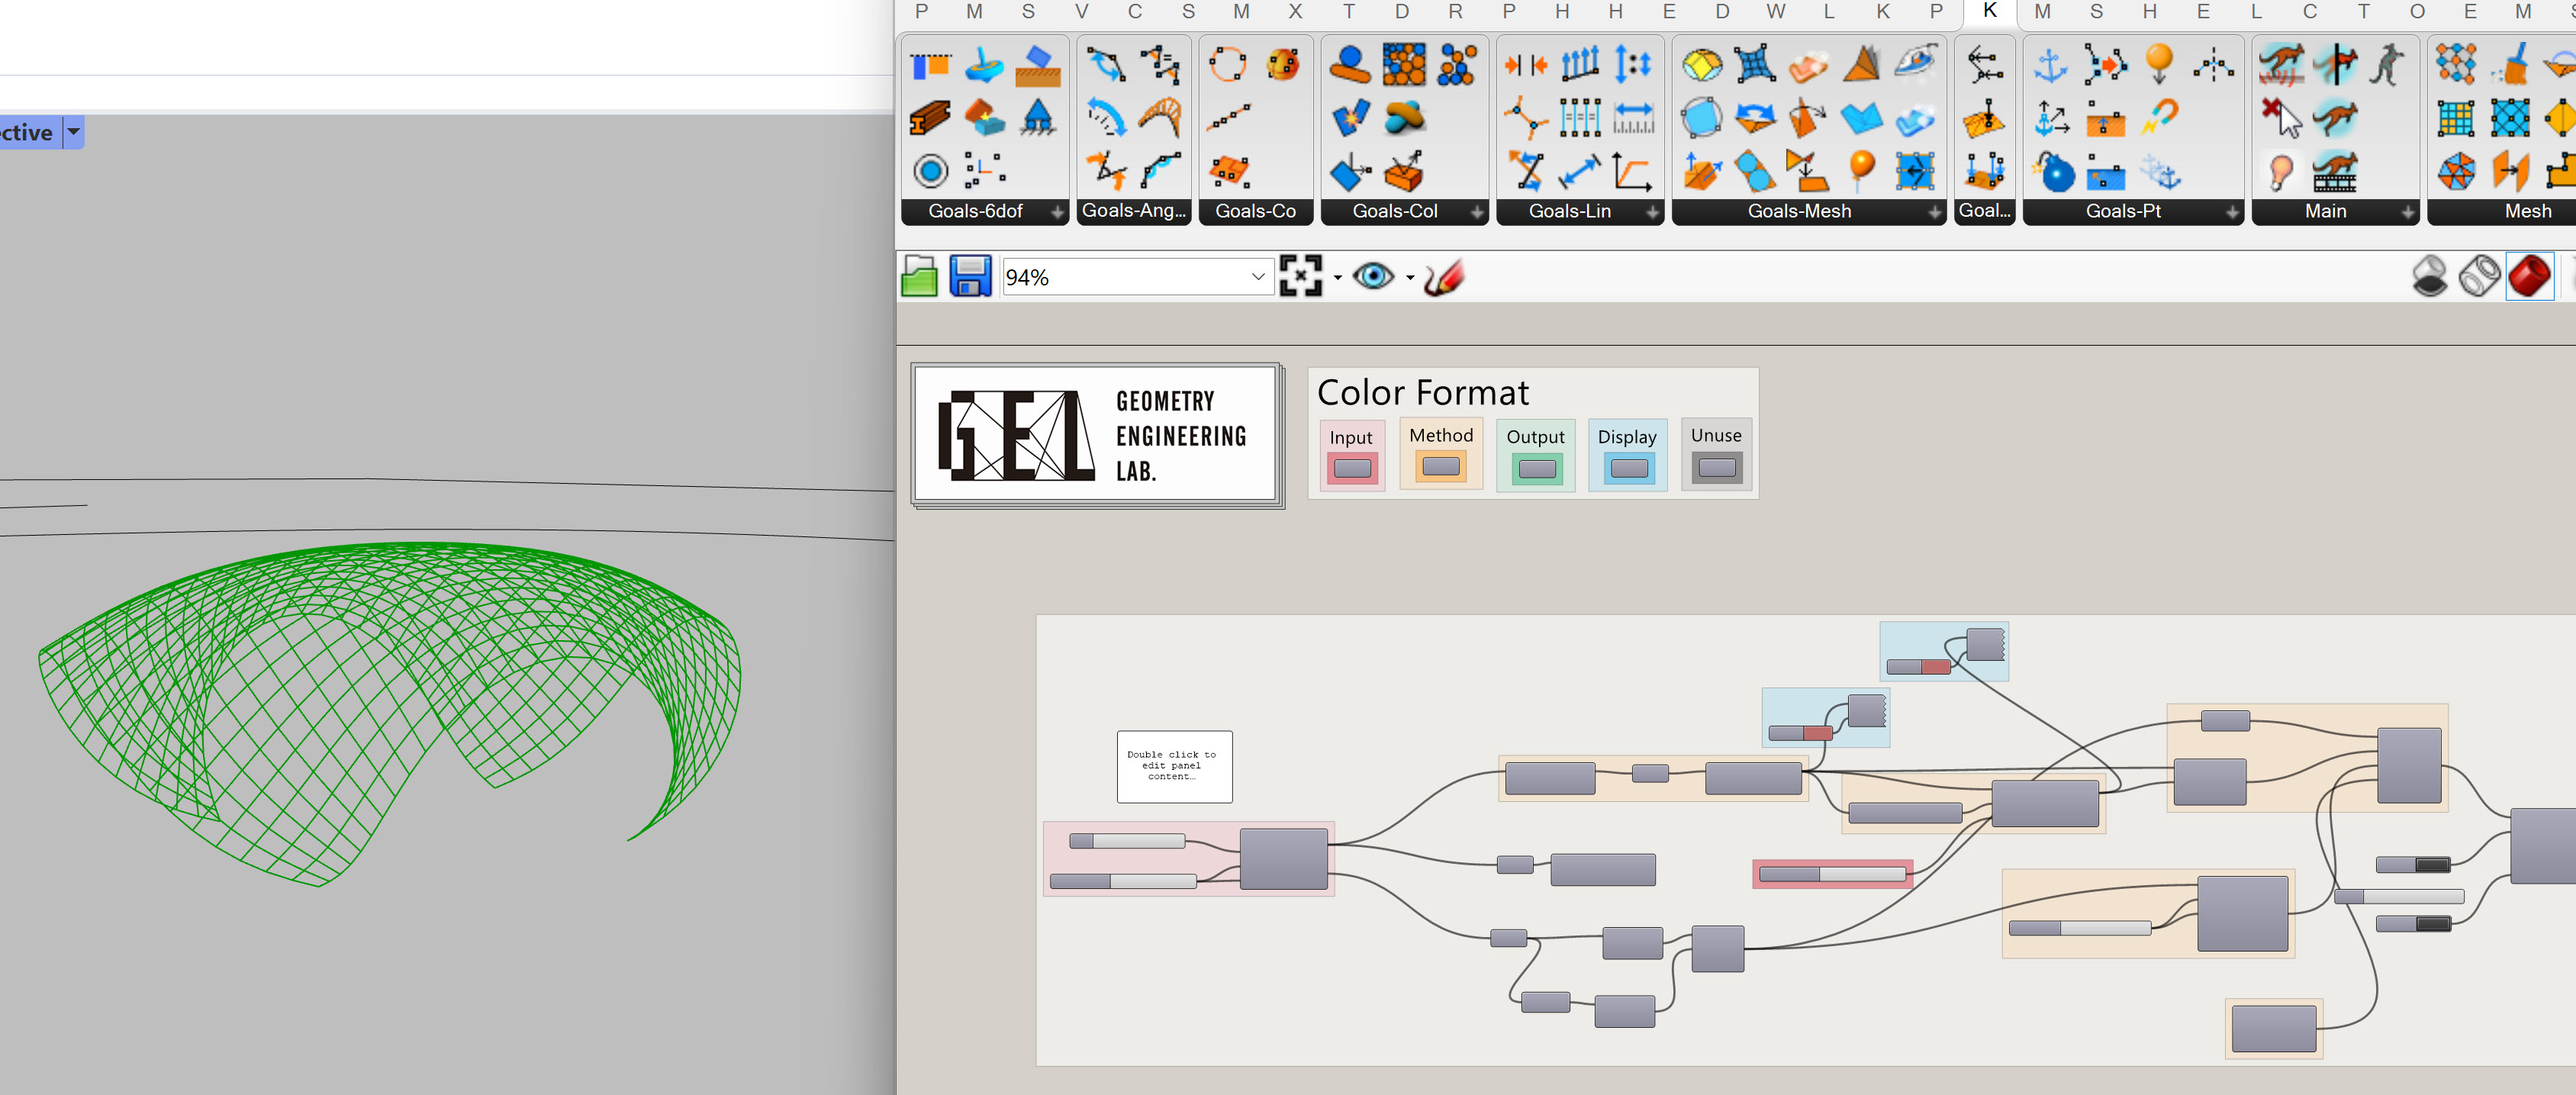 P M S V C S M X T D R P H H E D W L K P K M S H E L C T O E M
Goals-6dof Goals-Ang... Goals-Co Goals-Col Goals-Lin Goals-Mesh Goal... Goals-Pt Main Mesh
ective
94%
GEL
GEOMETRY
ENGINEERING
LAB.
Color Format
Input Method Output Display Unuse
Double click to
edit panel
content…